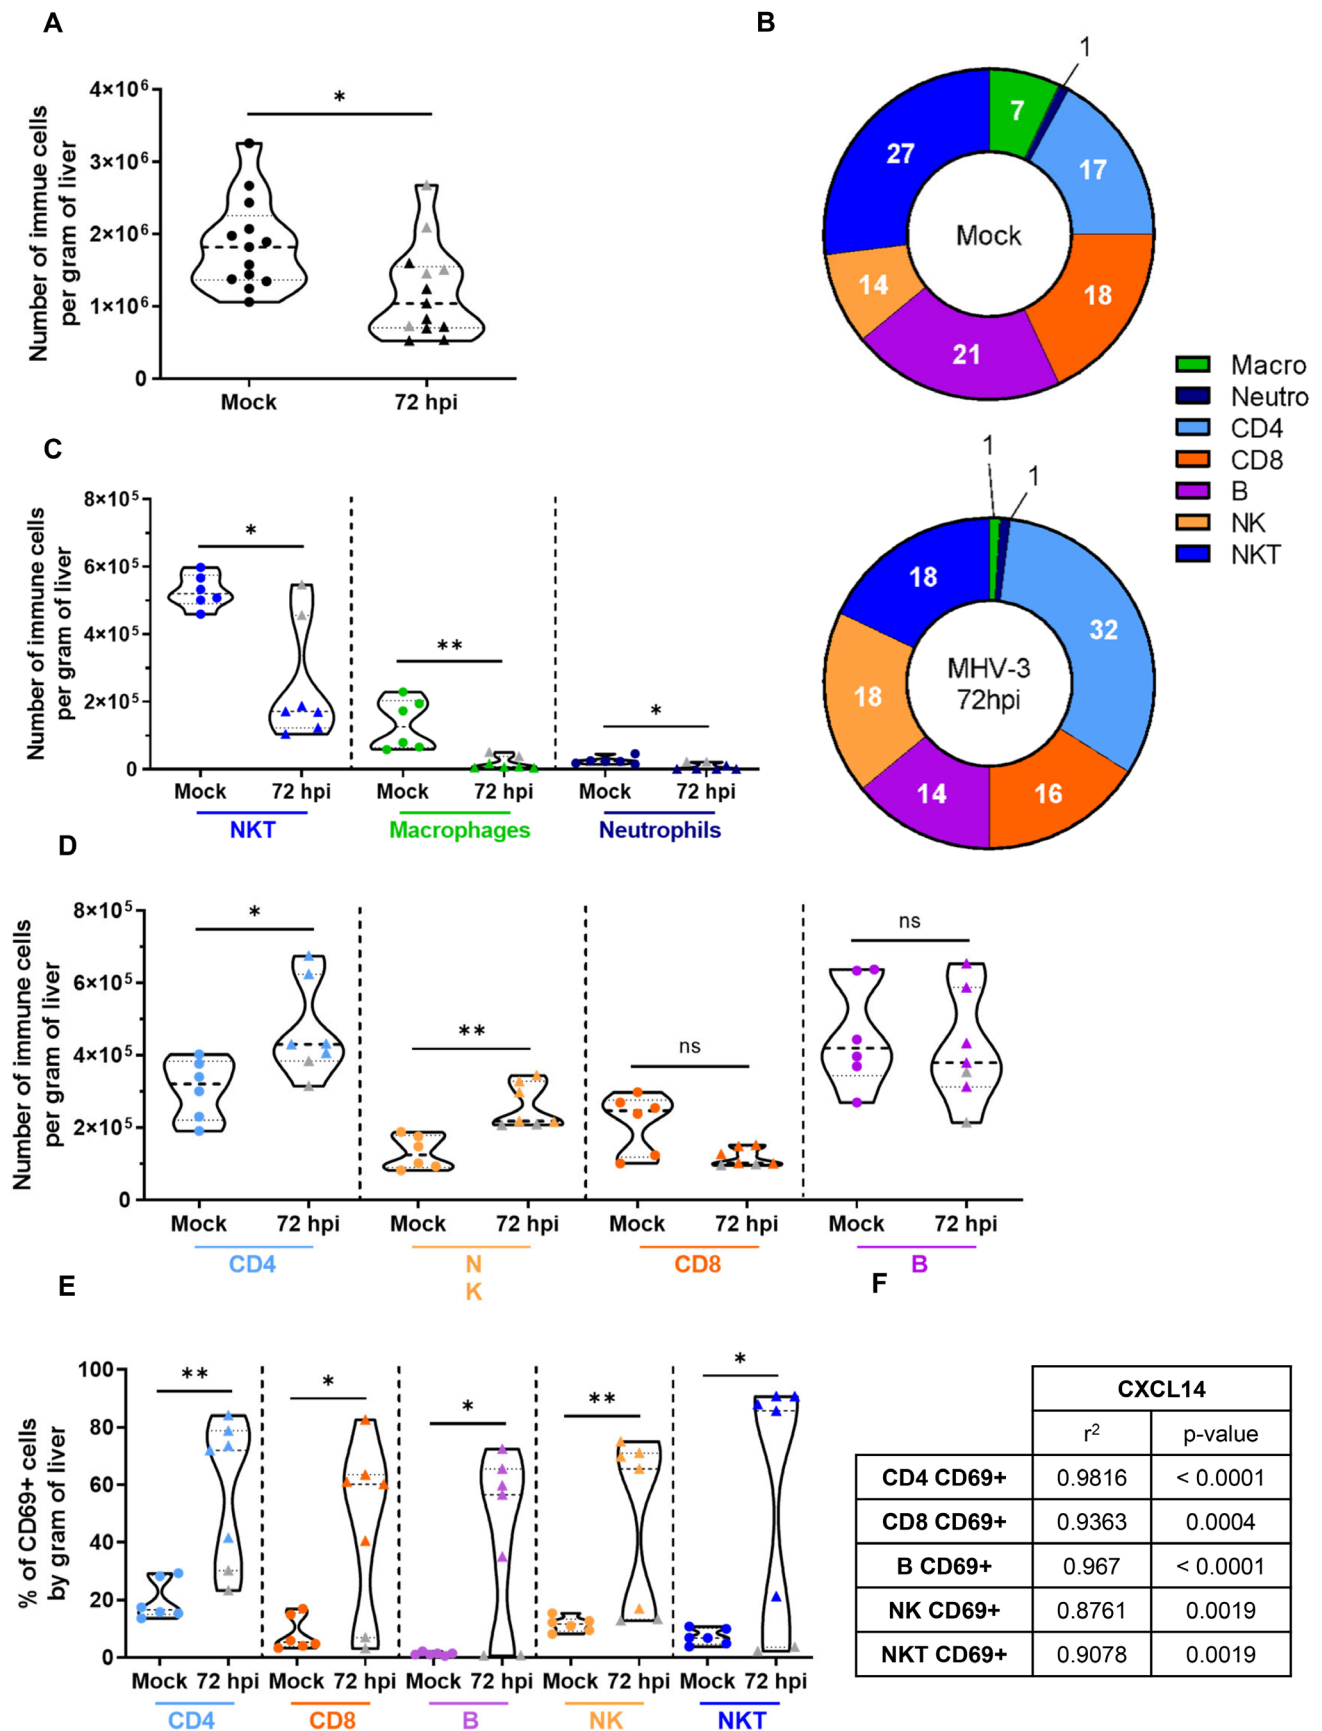 A
Number of immue cells
per gram of liver
4×10⁶
3×10⁶
2×10⁶
1×10⁶
0
*
Mock 72 hpi
B
1
7
17
18
21
14
27
Mock
1
1
32
16
14
18
18
MHV-3
72hpi
Macro
Neutro
CD4
CD8
B
NK
NKT
C
Number of immune cells
per gram of liver
8×10⁵
6×10⁵
4×10⁵
2×10⁵
0
*
**
*
Mock 72 hpi Mock 72 hpi Mock 72 hpi
NKT Macrophages Neutrophils
D
Number of immune cells
per gram of liver
8×10⁵
6×10⁵
4×10⁵
2×10⁵
0
*
**
ns
ns
Mock 72 hpi Mock 72 hpi Mock 72 hpi Mock 72 hpi
CD4 N CD8 B
K
E
% of CD69+ cells
by gram of liver
100
80
60
40
20
0
**
*
*
**
*
Mock 72 hpi Mock 72 hpi Mock 72 hpi Mock 72 hpi Mock 72 hpi
CD4 CD8 B NK NKT
F
CXCL14
r² p-value
CD4 CD69+ 0.9816 < 0.0001
CD8 CD69+ 0.9363 0.0004
B CD69+ 0.967 < 0.0001
NK CD69+ 0.8761 0.0019
NKT CD69+ 0.9078 0.0019